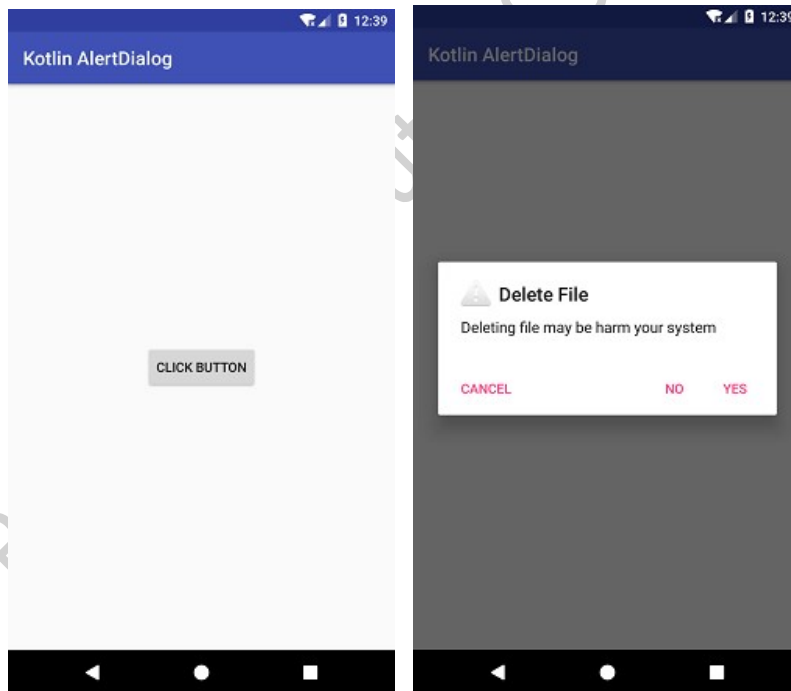 12:39
Kotlin AlertDialog
CLICK BUTTON
12:39
Kotlin AlertDialog
Delete File
Deleting file may be harm your system
CANCEL
NO
YES